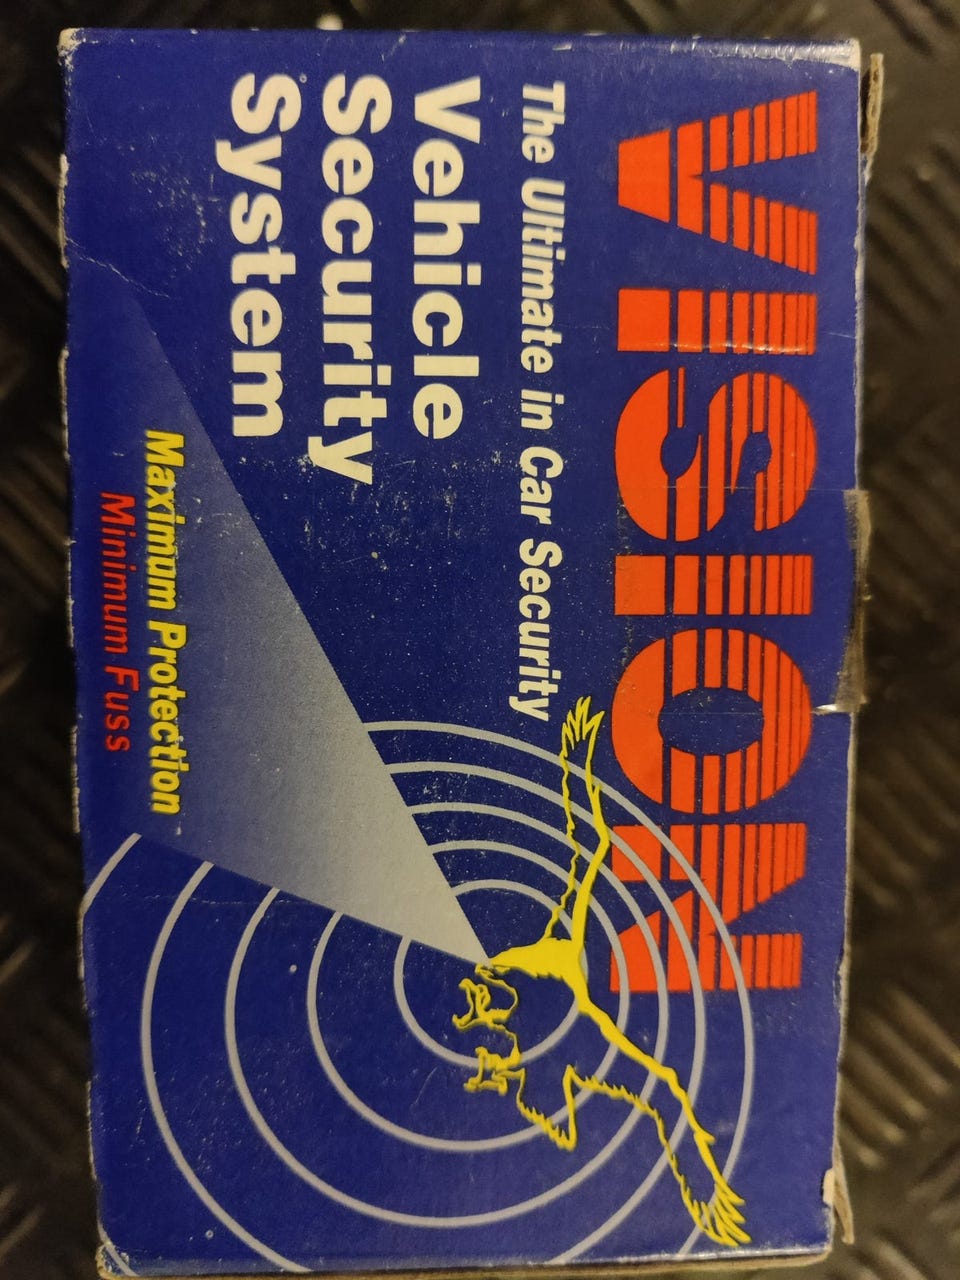 VISION
The Ultimate in Car Security
Vehicle
Security
System
Maximum Protection
Minimum Fuss